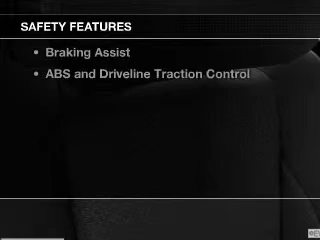 SAFETY FEATURES
• Braking Assist
• ABS and Driveline Traction Control